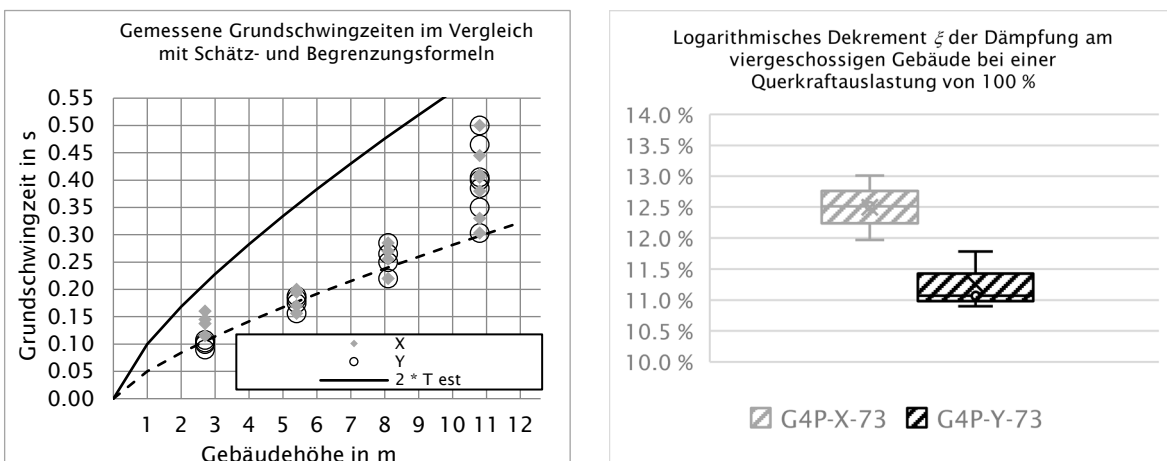 Gemessene Grundschwingzeiten im Vergleich
mit Schätz- und Begrenzungsformeln
Grundschwingzeit in s
0.55
0.50
0.45
0.40
0.35
0.30
0.25
0.20
0.15
0.10
0.05
0.00
X
Y
2 * T est
1 2 3 4 5 6 7 8 9 10 11 12
Gebäudehöhe in m
Logarithmisches Dekrement ξ der Dämpfung am
viergeschossigen Gebäude bei einer
Querkraftauslastung von 100 %
14.0 %
13.5 %
13.0 %
12.5 %
12.0 %
11.5 %
11.0 %
10.5 %
10.0 %
G4P-X-73 G4P-Y-73